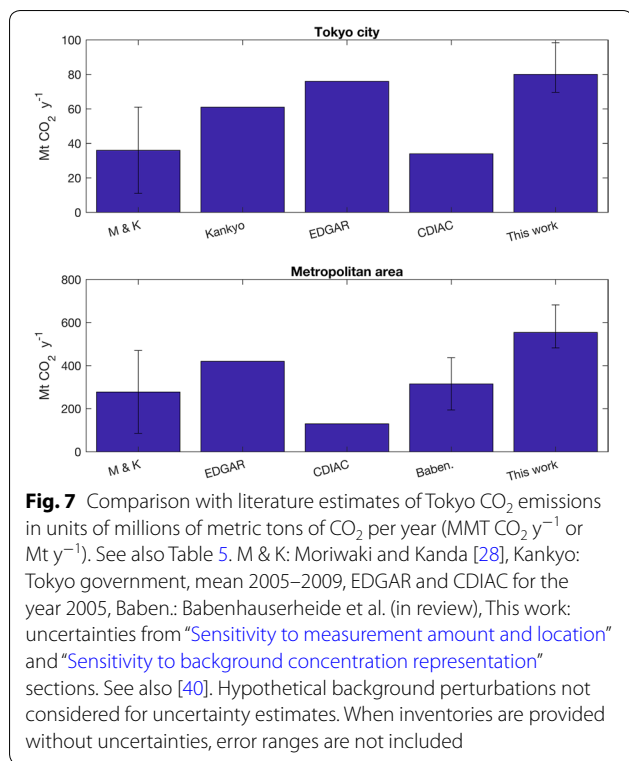 Tokyo city
100
80
60
40
20
0
Mt CO₂ y⁻¹
M & K
Kankyo
EDGAR
CDIAC
This work
Metropolitan area
800
600
400
200
0
Mt CO₂ y⁻¹
M & K
EDGAR
CDIAC
Baben.
This work
Fig. 7 Comparison with literature estimates of Tokyo CO₂ emissions
in units of millions of metric tons of CO₂ per year (MMT CO₂ y⁻¹ or
Mt y⁻¹). See also Table 5. M & K: Moriwaki and Kanda [28], Kankyo:
Tokyo government, mean 2005–2009, EDGAR and CDIAC for the
year 2005, Baben.: Babenhauserheide et al. (in review), This work:
uncertainties from “Sensitivity to measurement amount and location”
and “Sensitivity to background concentration representation”
sections. See also [40]. Hypothetical background perturbations not
considered for uncertainty estimates. When inventories are provided
without uncertainties, error ranges are not included